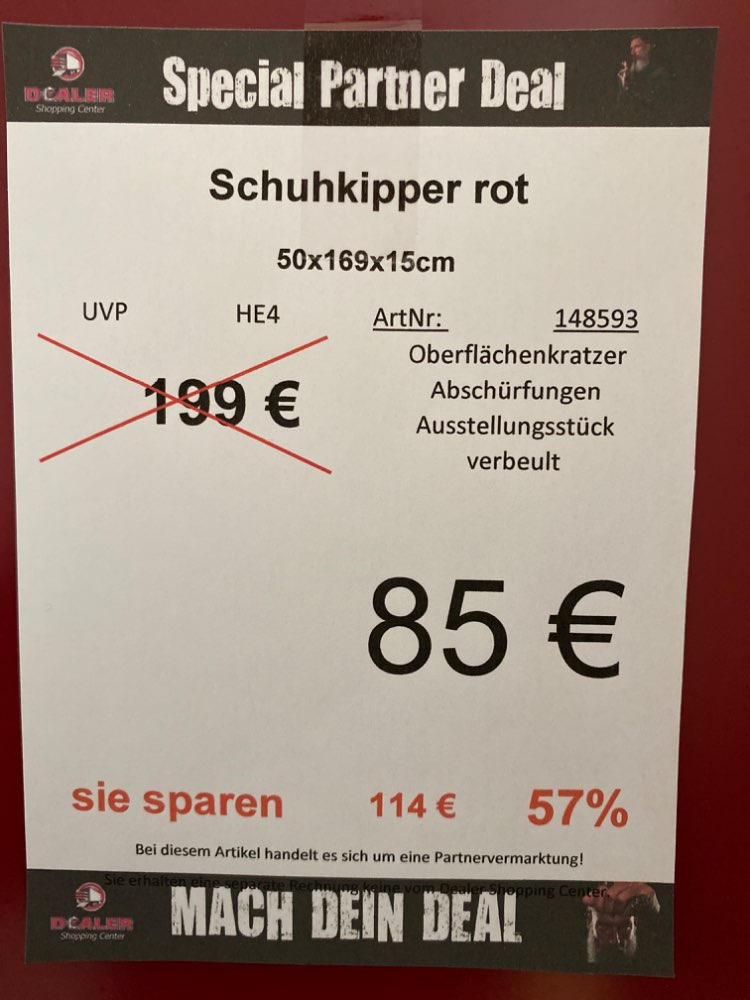 DEALER
Shopping Center
Special Partner Deal
Schuhkipper rot
50x169x15cm
UVP HE4 ArtNr: 148593
199 €
Oberflächenkratzer
Abschürfungen
Ausstellungsstück
verbeult
85 €
sie sparen 114 € 57%
Bei diesem Artikel handelt es sich um eine Partnervermarktung!
Sie erhalten eine separate Rechnung keine vom Dealer Shopping Center.
DEALER
Shopping Center
MACH DEIN DEAL